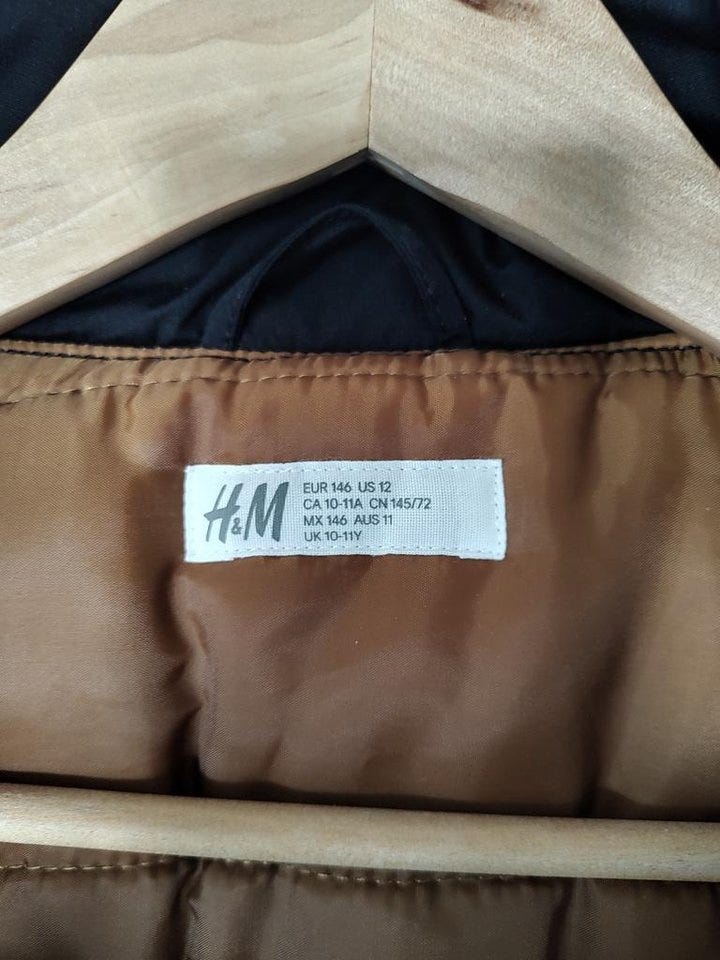 H&M
EUR 146 US 12
CA 10-11A CN 145/72
MX 146 AUS 11
UK 10-11Y